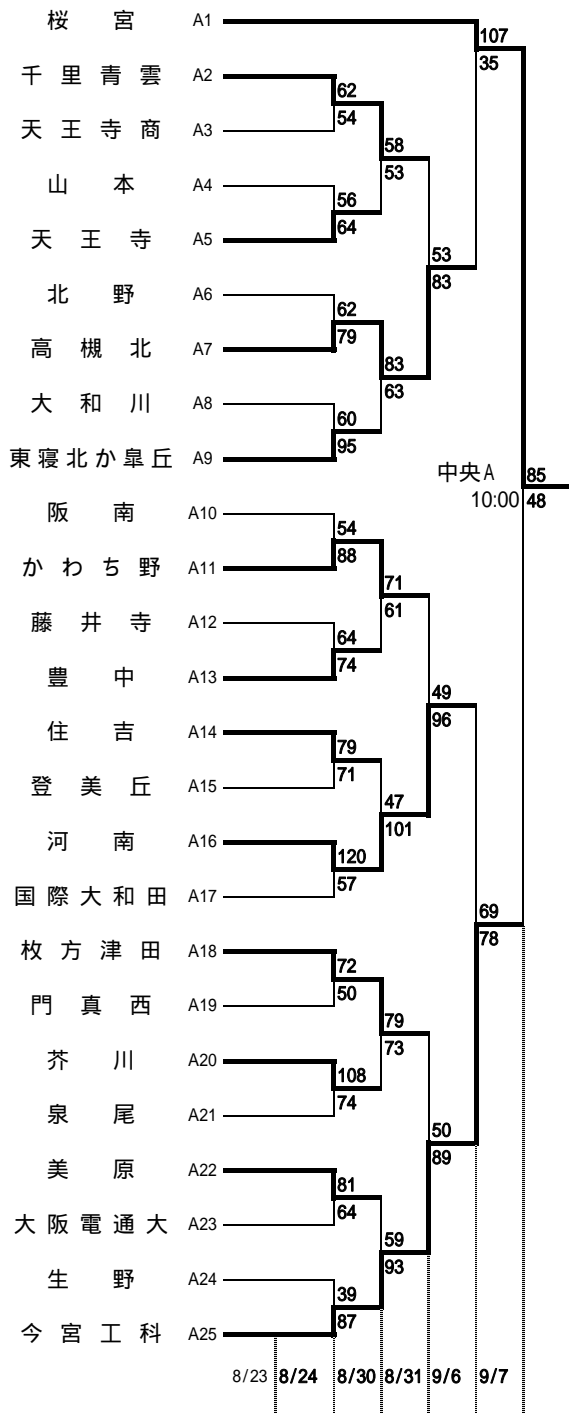 桜宮 A1
107
35
千里青雲 A2
62
54
天王寺商 A3
58
53
山本 A4
56
64
天王寺 A5
53
83
北野 A6
62
79
高槻北 A7
83
63
大和川 A8
60
95
東寝北か皐丘 A9
中央A 85
10:00 48
阪南 A10
54
88
かわち野 A11
71
61
藤井寺 A12
64
74
豊中 A13
49
96
住吉 A14
79
71
登美丘 A15
47
101
河南 A16
120
57
国際大和田 A17
69
78
枚方津田 A18
72
50
門真西 A19
79
73
芥川 A20
108
74
泉尾 A21
50
89
美原 A22
81
64
大阪電通大 A23
59
93
生野 A24
39
87
今宮工科 A25
8/23 8/24 8/30 8/31 9/6 9/7